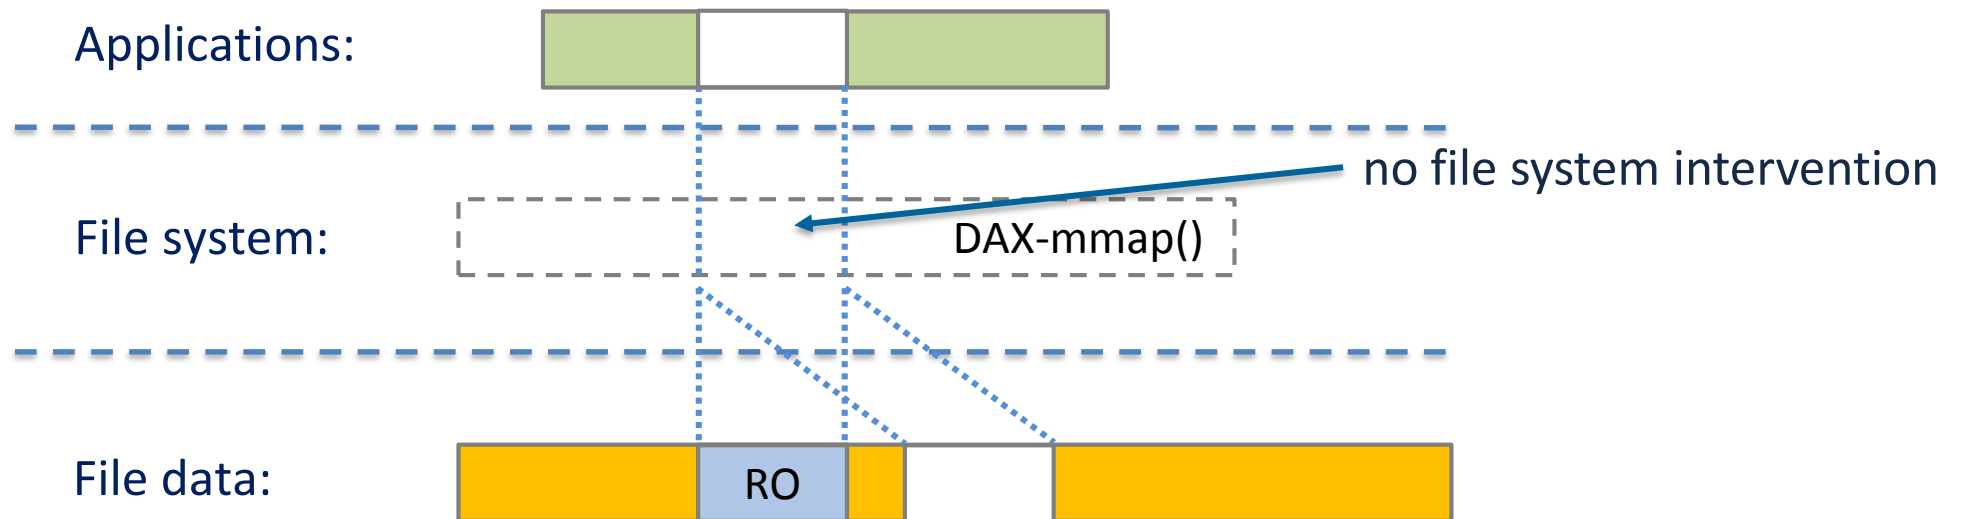 Applications:
no file system intervention
File system:
DAX-mmap()
File data:
RO